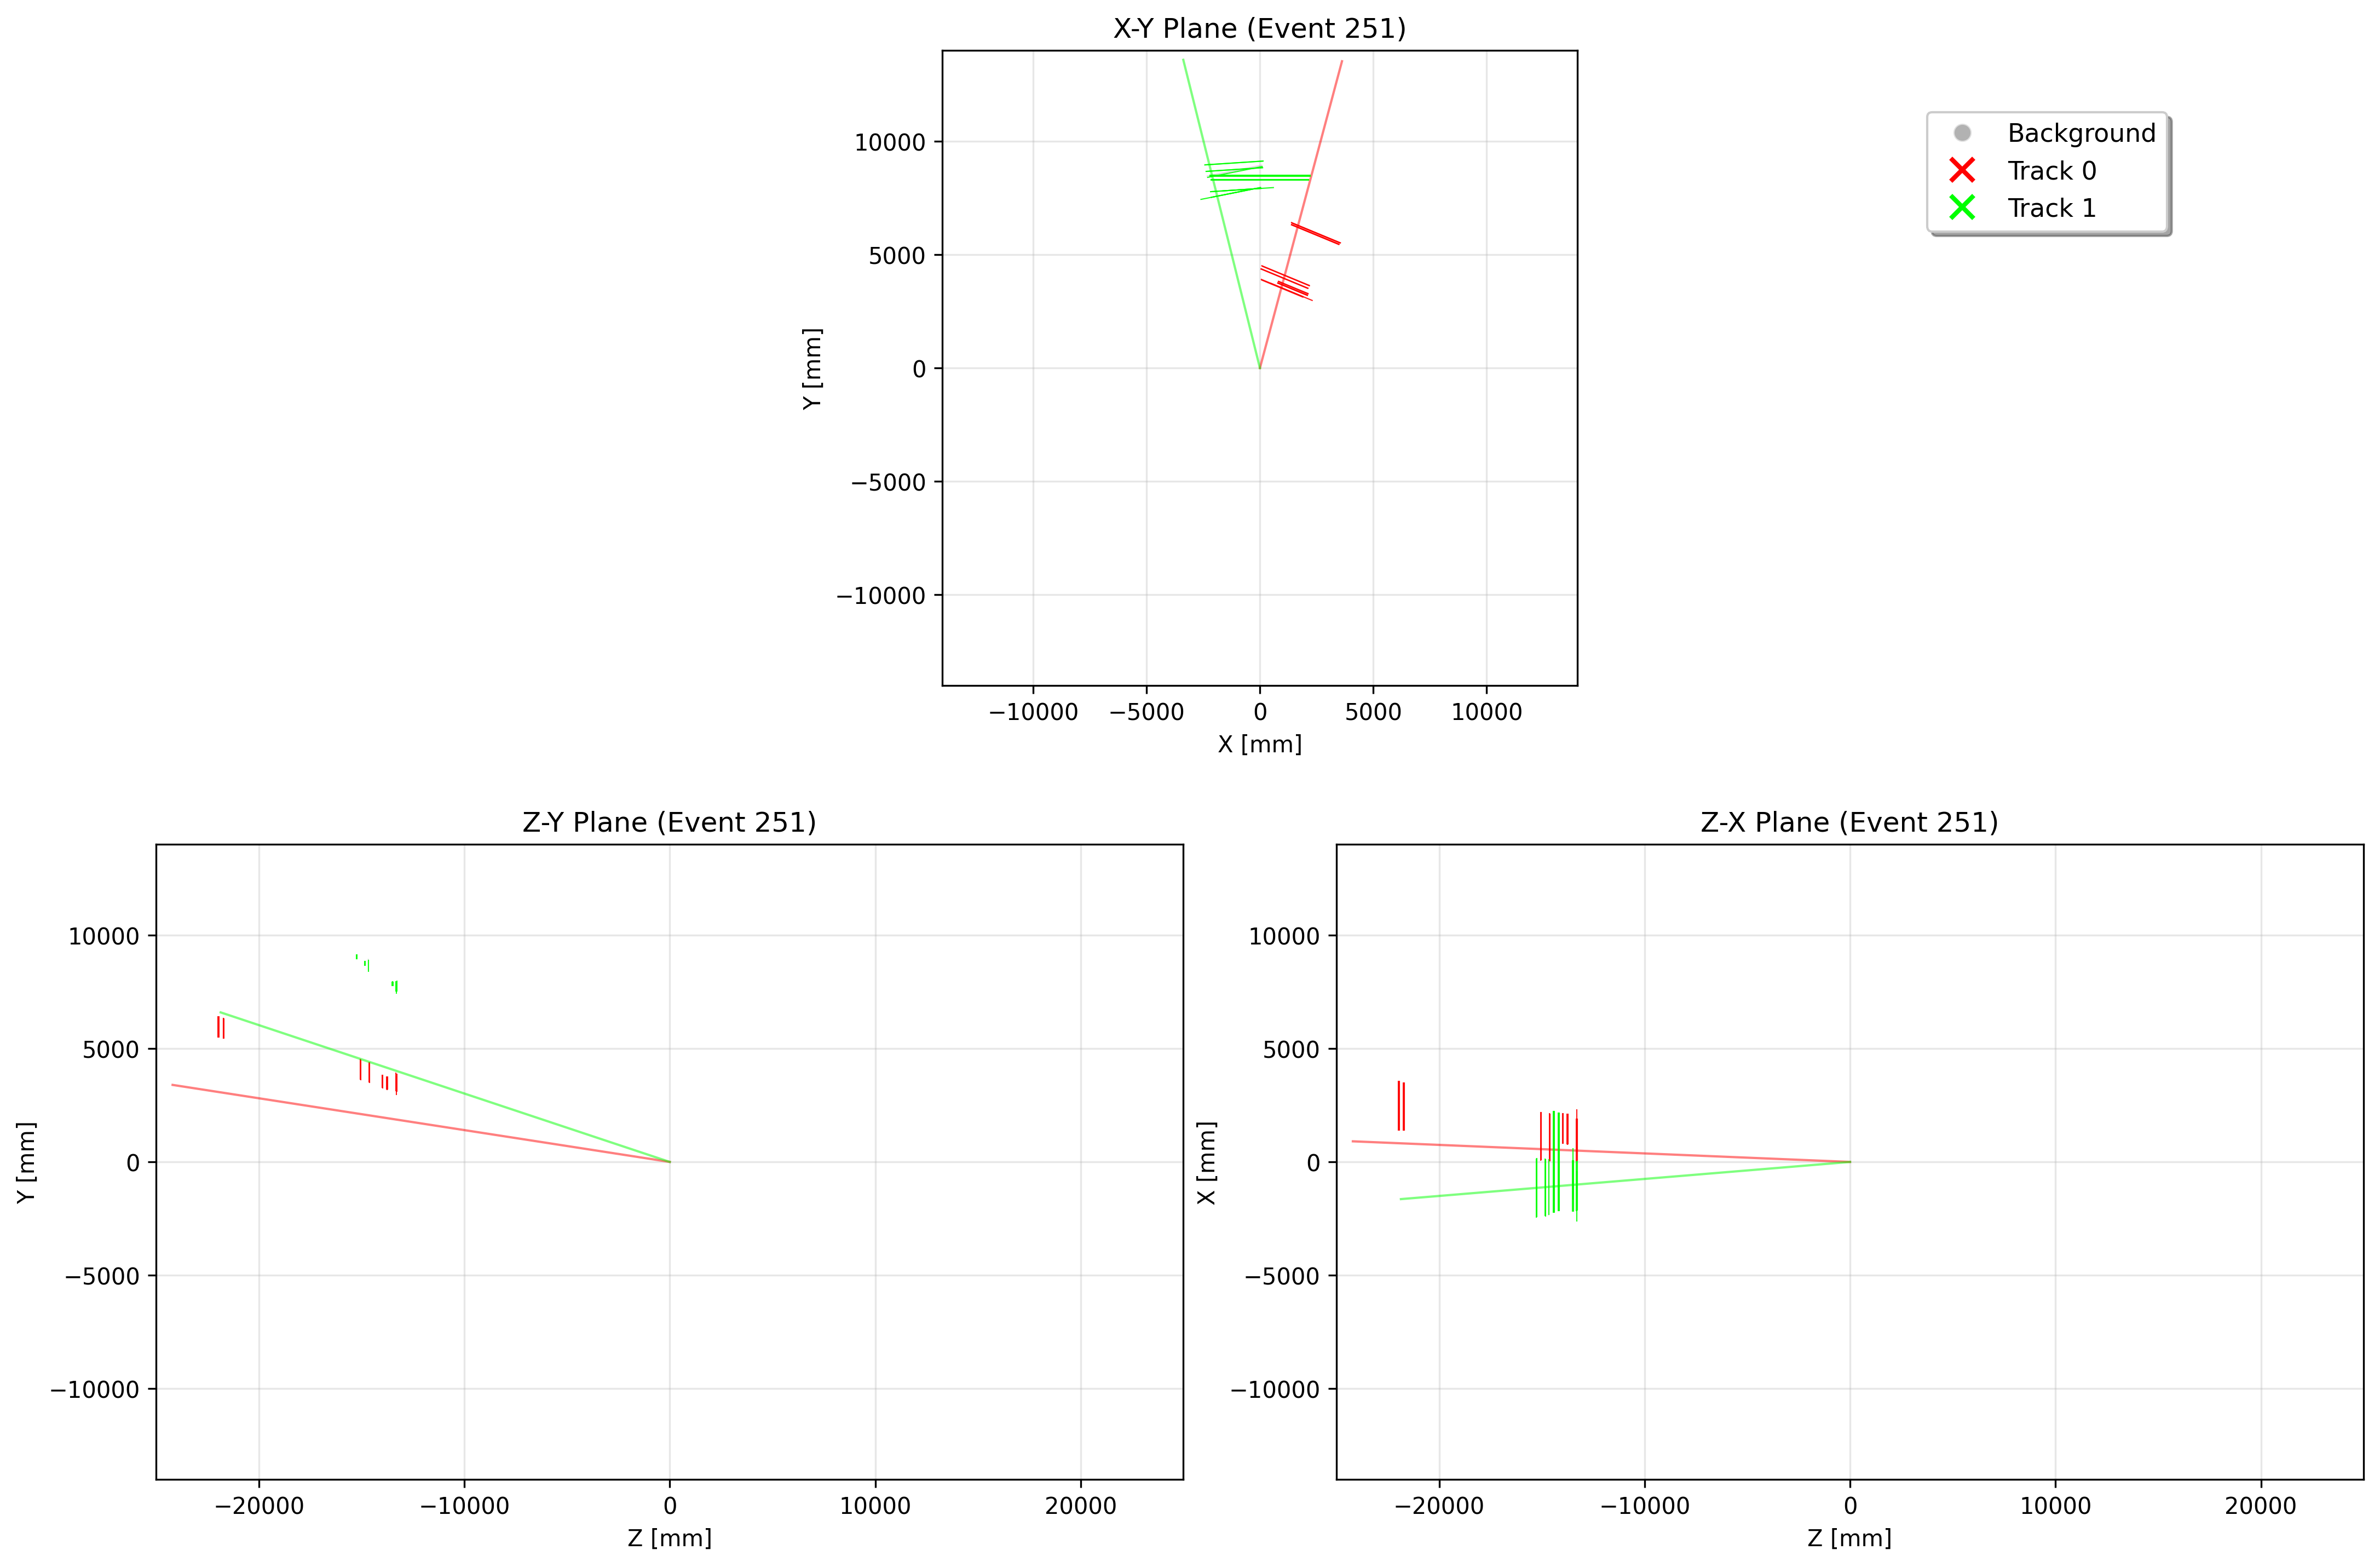 X-Y Plane (Event 251)
Y [mm]
10000
5000
0
−5000
−10000
−10000 −5000 0 5000 10000
X [mm]
Background
Track 0
Track 1
Z-Y Plane (Event 251)
Y [mm]
10000
5000
0
−5000
−10000
−20000 −10000 0 10000 20000
Z [mm]
Z-X Plane (Event 251)
X [mm]
10000
5000
0
−5000
−10000
−20000 −10000 0 10000 20000
Z [mm]